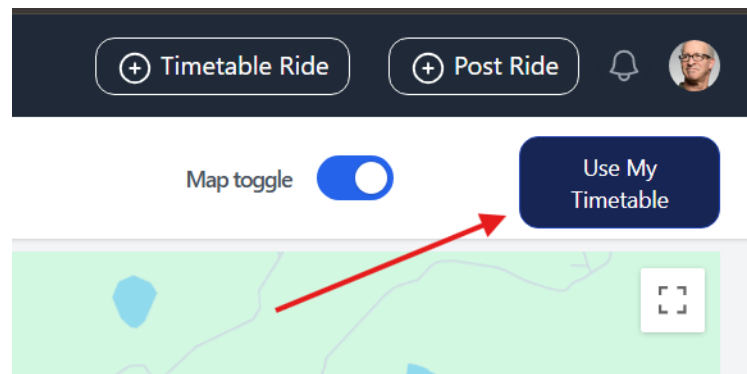 Timetable Ride
Post Ride
Map toggle
Use My
Timetable